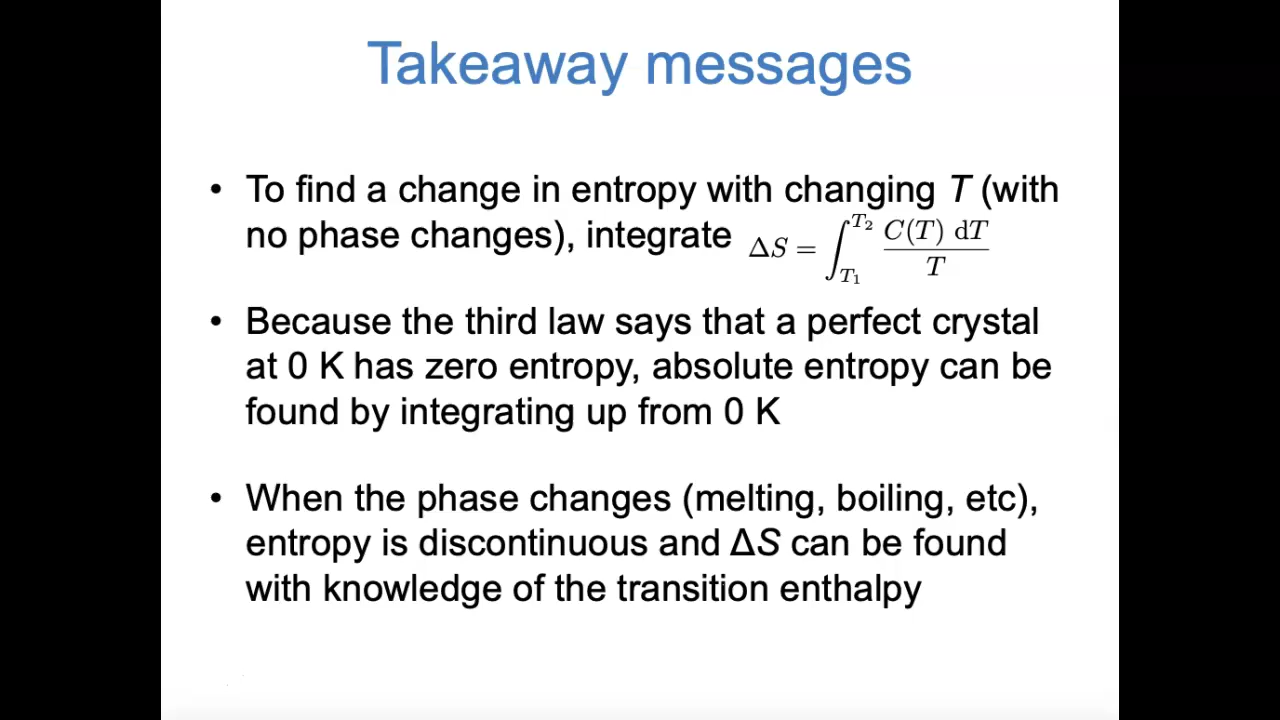 Takeaway messages
• To find a change in entropy with changing T (with
no phase changes), integrate ΔS = ∫_{T₁}^{T₂} C(T) dT / T
• Because the third law says that a perfect crystal
at 0 K has zero entropy, absolute entropy can be
found by integrating up from 0 K
• When the phase changes (melting, boiling, etc),
entropy is discontinuous and ΔS can be found
with knowledge of the transition enthalpy